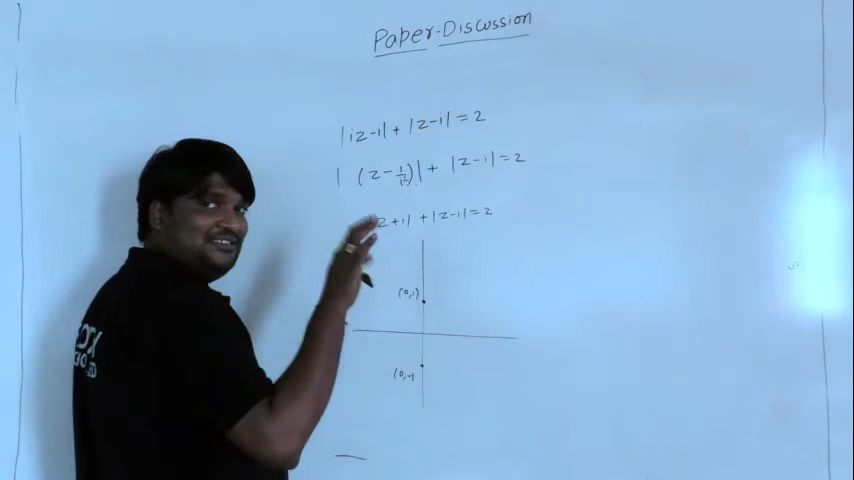 Paper-Discussion
|iz-1| + |z-i| = 2
| (z-1/i)| + |z-i| = 2
z+i| + |z-i| = 2
(0,1)
(0,-1